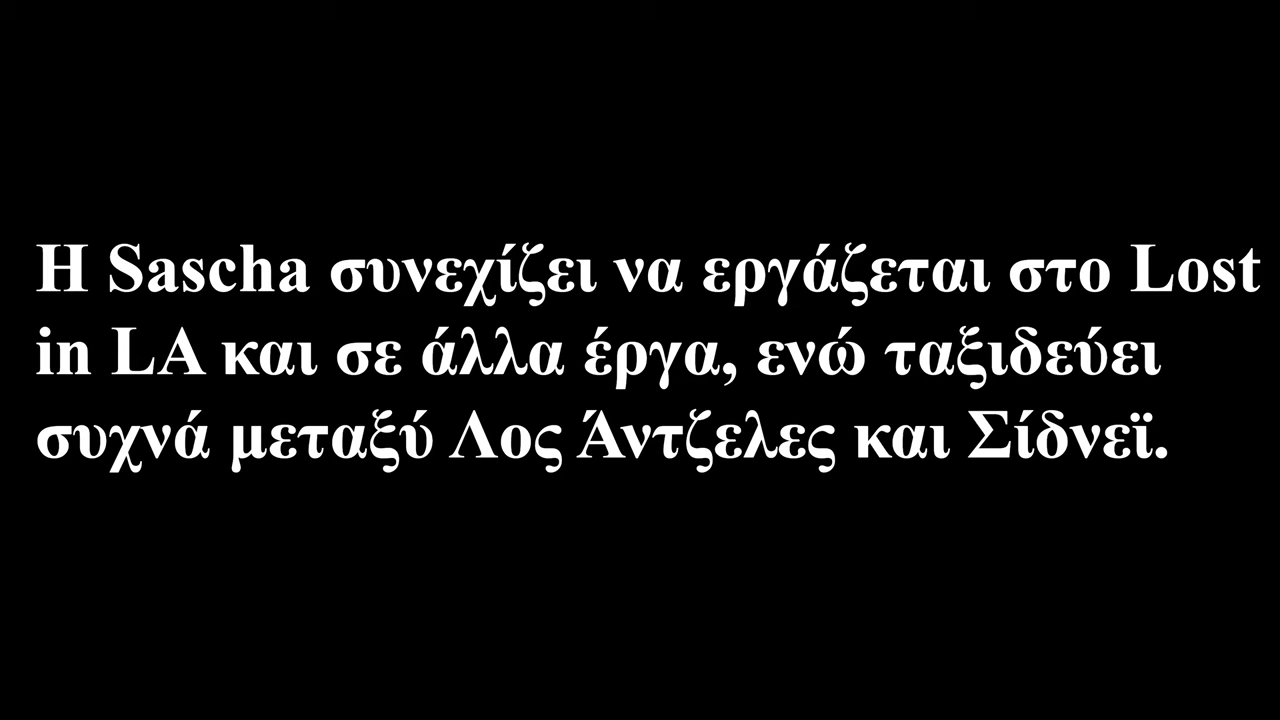 Η Sascha συνεχίζει να εργάζεται στο Lost
in LA και σε άλλα έργα, ενώ ταξιδεύει
συχνά μεταξύ Λος Άντζελες και Σίδνεϊ.